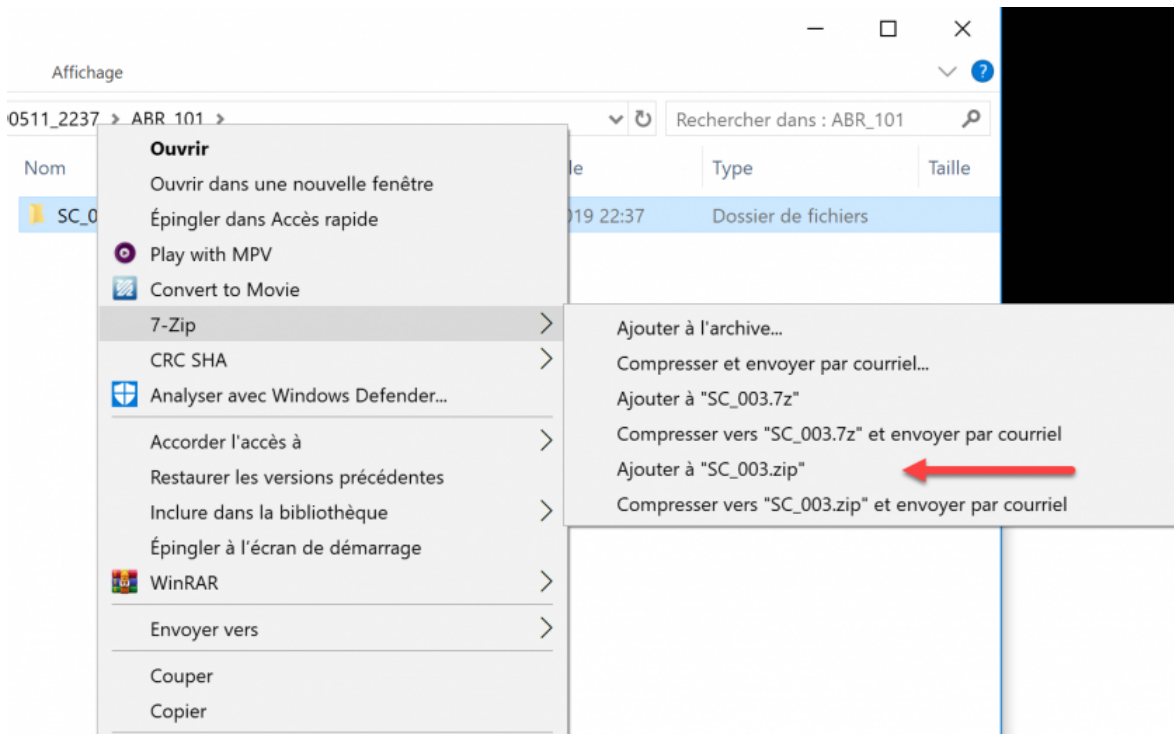 Affichage
00511_2237 > ABR_101 >
Rechercher dans : ABR_101
Nom
Type
Taille
SC_0
019 22:37
Dossier de fichiers
Ouvrir
Ouvrir dans une nouvelle fenêtre
Épingler dans Accès rapide
Play with MPV
Convert to Movie
7-Zip
CRC SHA
Analyser avec Windows Defender...
Accorder l'accès à
Restaurer les versions précédentes
Inclure dans la bibliothèque
Épingler à l'écran de démarrage
WinRAR
Envoyer vers
Couper
Copier
Ajouter à l'archive...
Compresser et envoyer par courriel...
Ajouter à "SC_003.7z"
Compresser vers "SC_003.7z" et envoyer par courriel
Ajouter à "SC_003.zip"
Compresser vers "SC_003.zip" et envoyer par courriel